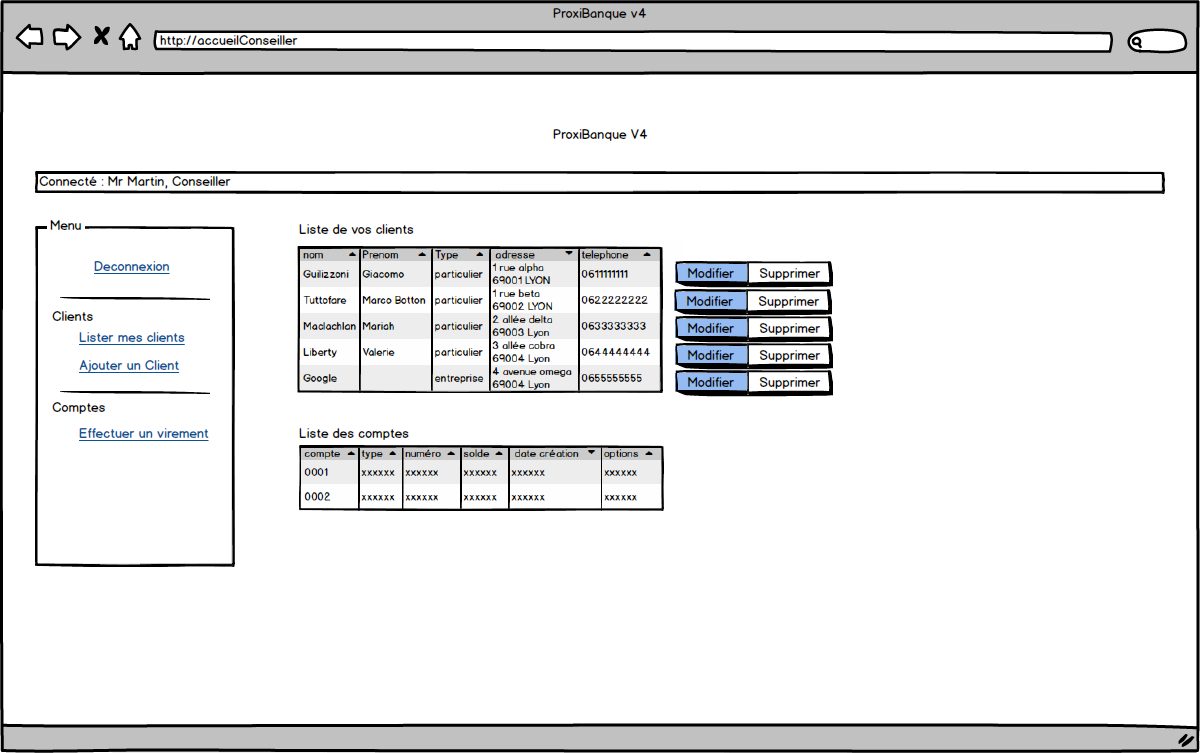 ProxiBanque v4
http://accueilConseiller
ProxiBanque V4
Connecté : Mr Martin, Conseiller
Menu
Deconnexion
Clients
Lister mes clients
Ajouter un Client
Comptes
Effectuer un virement
Liste de vos clients
nom Prenom Type adresse telephone
Guilizzoni Giacomo particulier 1 rue alpha 69001 LYON 0611111111 Modifier Supprimer
Tuttofare Marco Botton particulier 1 rue beta 69002 LYON 0622222222 Modifier Supprimer
Maclachlan Mariah particulier 2 allée delta 69003 Lyon 0633333333 Modifier Supprimer
Liberty Valerie particulier 3 allée cobra 69004 Lyon 0644444444 Modifier Supprimer
Google entreprise 4 avenue omega 69004 Lyon 0655555555 Modifier Supprimer
Liste des comptes
compte type numéro solde date création options
0001 xxxxxx xxxxxx xxxxxx xxxxxx xxxxxx
0002 xxxxxx xxxxxx xxxxxx xxxxxx xxxxxx